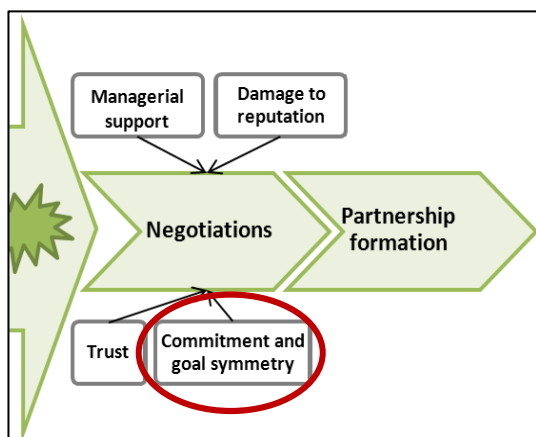 Managerial
support
Damage to
reputation
Negotiations
Partnership
formation
Trust
Commitment and
goal symmetry